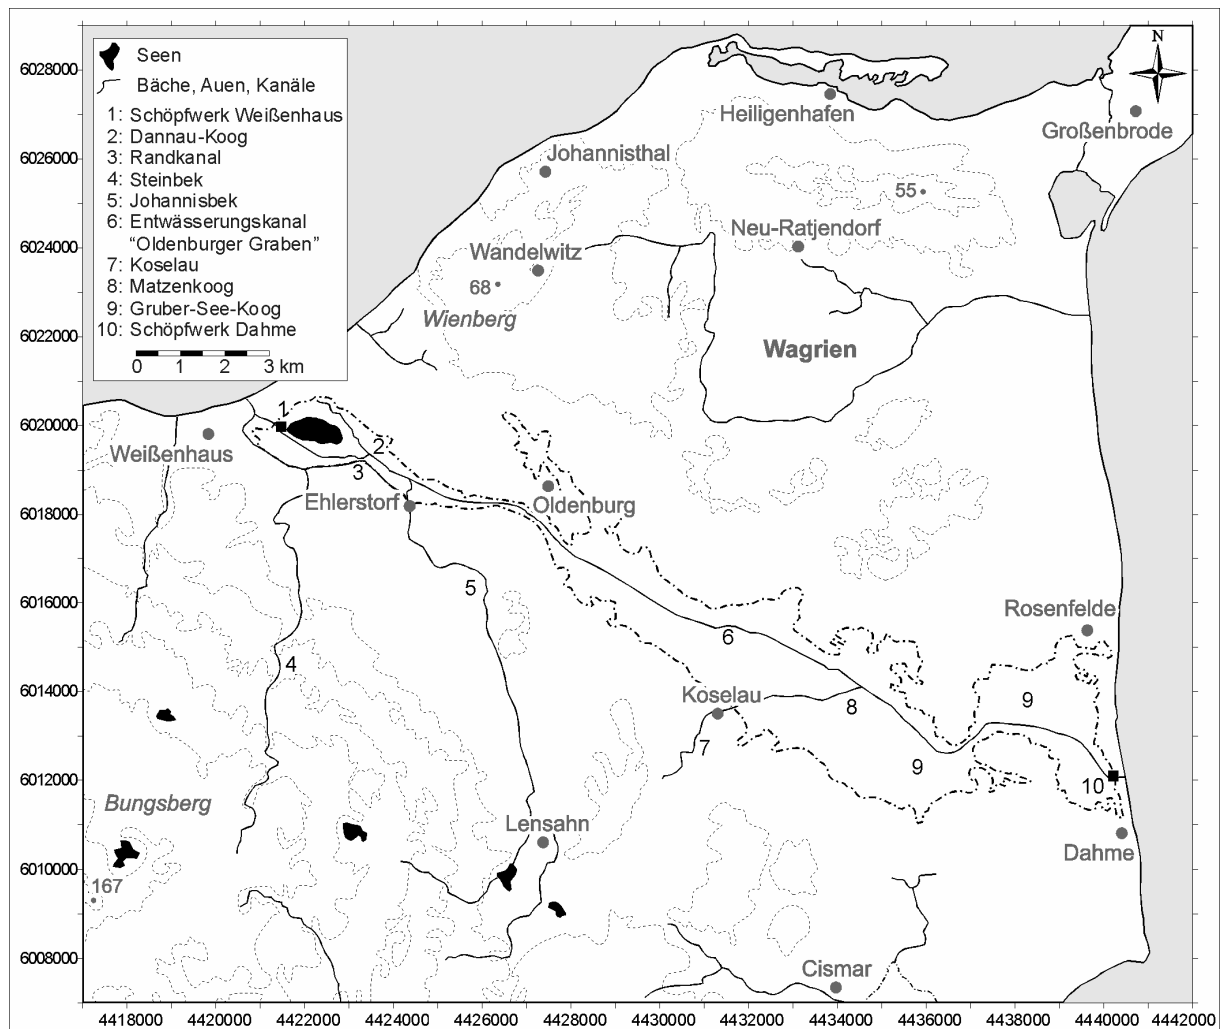 Seen
Bäche, Auen, Kanäle
1: Schöpfwerk Weißenhaus
2: Dannau-Koog
3: Randkanal
4: Steinbek
5: Johannisbek
6: Entwässerungskanal
“Oldenburger Graben”
7: Koselau
8: Matzenkoog
9: Gruber-See-Koog
10: Schöpfwerk Dahme
0 1 2 3 km
N
Heiligenhafen
Großenbrode
Johannisthal
55
Neu-Ratjendorf
Wandelwitz
68
Wienberg
Wagrien
1
Weißenhaus
2
3
Ehlerstorf
Oldenburg
5
Rosenfelde
6
4
Koselau
8
9
7
9
10
Bungsberg
Lensahn
Dahme
167
Cismar
6028000
6026000
6024000
6022000
6020000
6018000
6016000
6014000
6012000
6010000
6008000
4418000 4420000 4422000 4424000 4426000 4428000 4430000 4432000 4434000 4436000 4438000 4440000 4442000